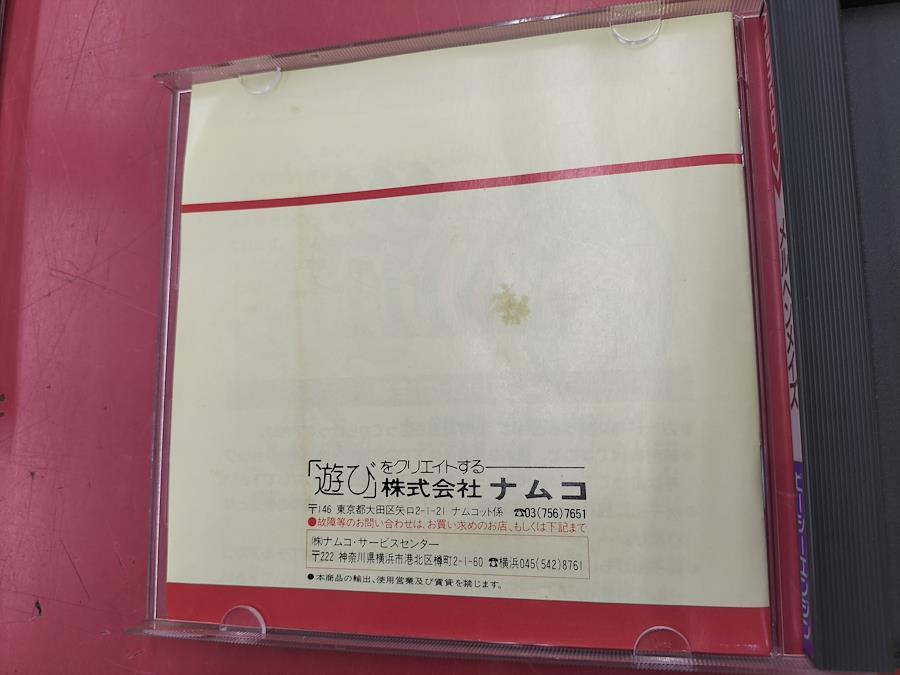 「遊び」をクリエイトする
株式会社ナムコ
〒146 東京都大田区矢口2-1-21 ナムコット係 ☎03(756)7651
●故障等のお問い合わせは、お買い求めのお店、もしくは下記まで
㈱ナムコ・サービスセンター
〒222 神奈川県横浜市港北区樽町2-1-60 ☎横浜045(542)8761
●本商品の輸出、使用営業及び賃貸を禁じます。